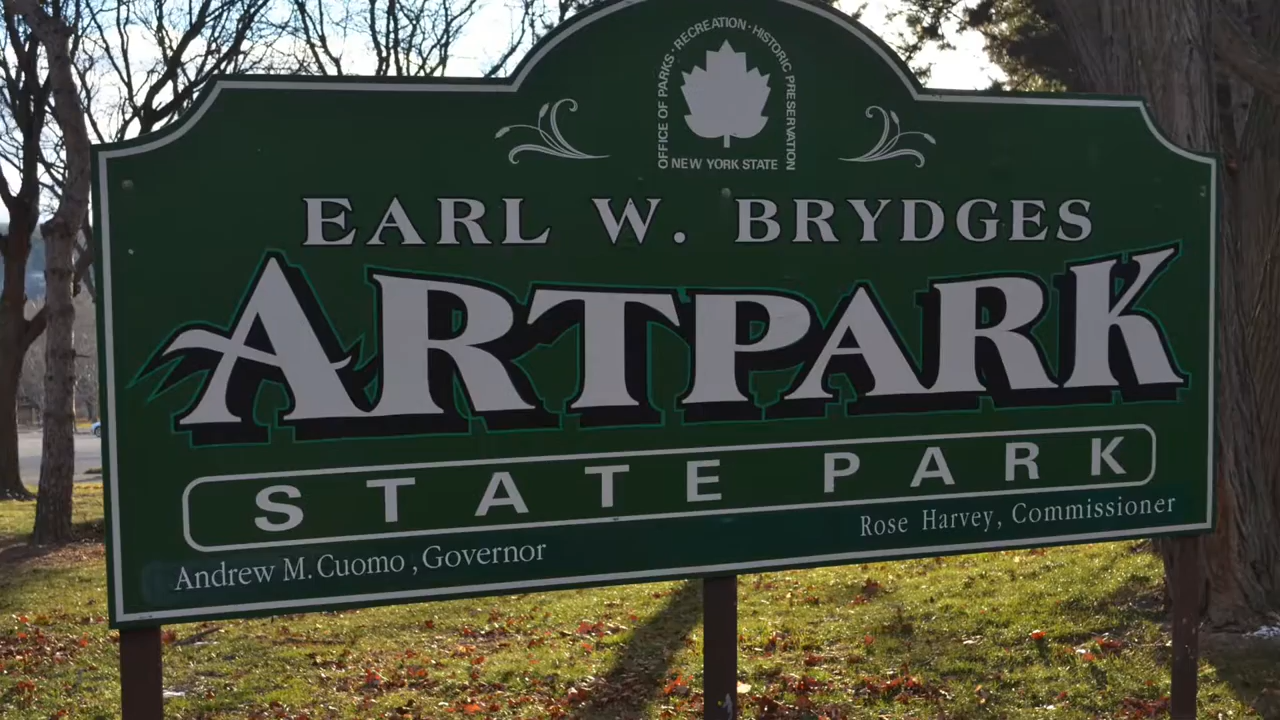 OFFICE OF PARKS · RECREATION · HISTORIC PRESERVATION
NEW YORK STATE
EARL W. BRYDGES
ARTPARK
STATE PARK
Andrew M. Cuomo, Governor
Rose Harvey, Commissioner